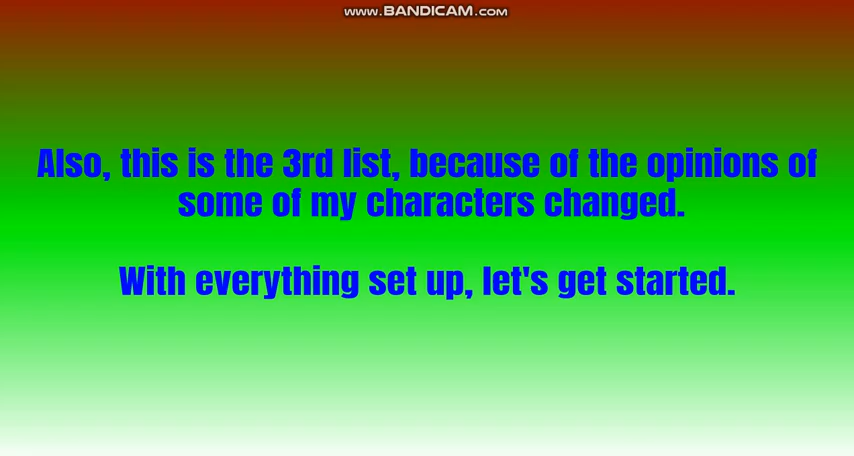 www.BANDICAM.com
Also, this is the 3rd list, because of the opinions of
some of my characters changed.
With everything set up, let's get started.